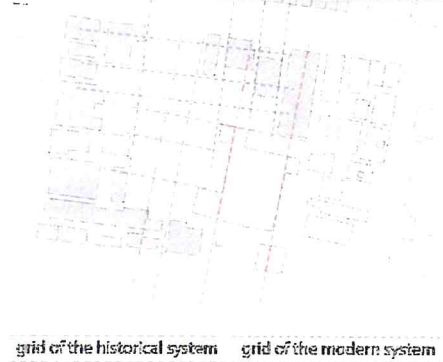 grid of the historical system grid of the modern system